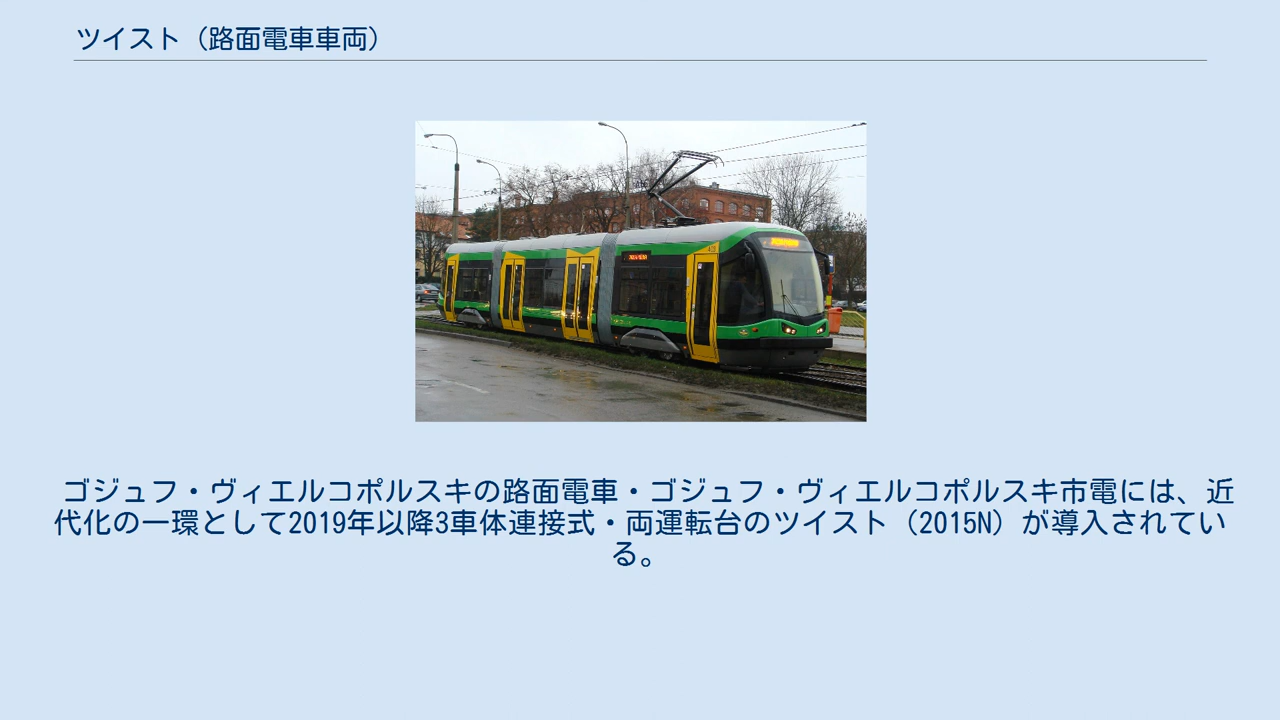 ツイスト（路面電車車両）
ゴジュフ・ヴィエルコポルスキの路面電車・ゴジュフ・ヴィエルコポルスキ市電には、近
代化の一環として2019年以降3車体連接式・両運転台のツイスト（2015N）が導入されてい
る。